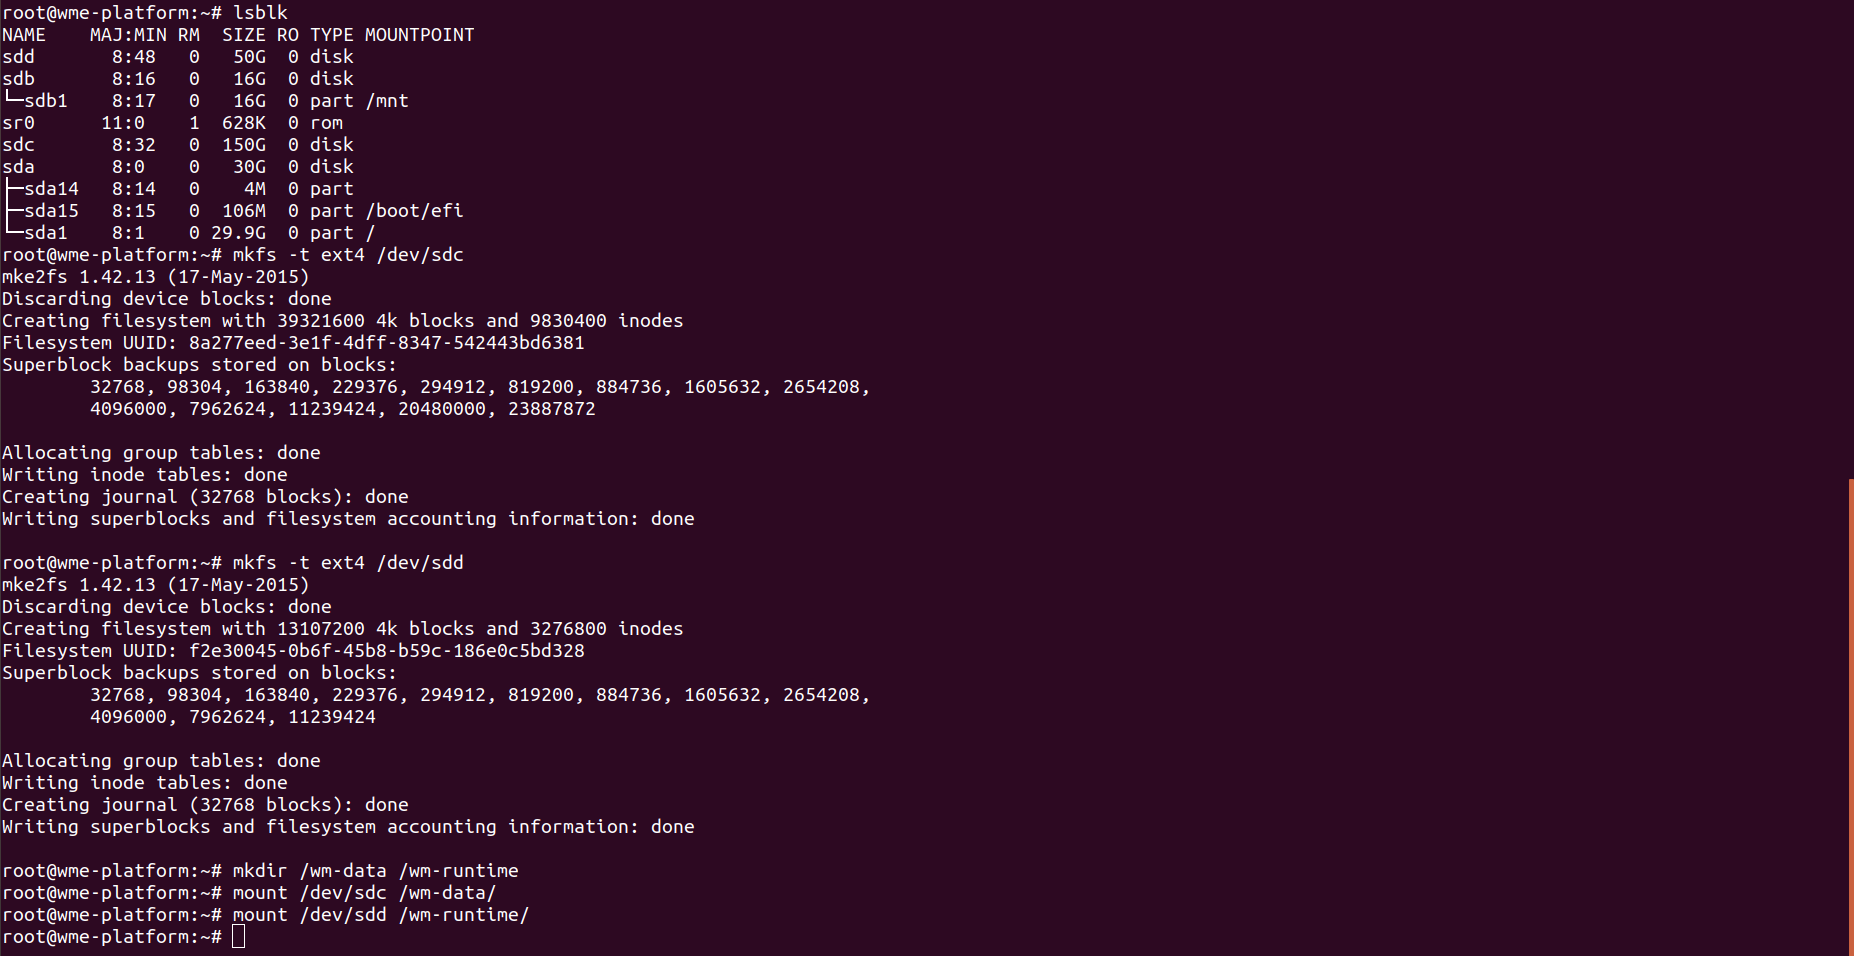 root@wme-platform:~# lsblk
NAME    MAJ:MIN RM  SIZE RO TYPE MOUNTPOINT
sdd       8:48   0   50G  0 disk
sdb       8:16   0   16G  0 disk
└─sdb1    8:17   0   16G  0 part /mnt
sr0      11:0    1  628K  0 rom
sdc       8:32   0  150G  0 disk
sda       8:0    0   30G  0 disk
├─sda14   8:14   0    4M  0 part
├─sda15   8:15   0  106M  0 part /boot/efi
└─sda1    8:1    0 29.9G  0 part /
root@wme-platform:~# mkfs -t ext4 /dev/sdc
mke2fs 1.42.13 (17-May-2015)
Discarding device blocks: done
Creating filesystem with 39321600 4k blocks and 9830400 inodes
Filesystem UUID: 8a277eed-3e1f-4dff-8347-542443bd6381
Superblock backups stored on blocks:
        32768, 98304, 163840, 229376, 294912, 819200, 884736, 1605632, 2654208,
        4096000, 7962624, 11239424, 20480000, 23887872

Allocating group tables: done
Writing inode tables: done
Creating journal (32768 blocks): done
Writing superblocks and filesystem accounting information: done

root@wme-platform:~# mkfs -t ext4 /dev/sdd
mke2fs 1.42.13 (17-May-2015)
Discarding device blocks: done
Creating filesystem with 13107200 4k blocks and 3276800 inodes
Filesystem UUID: f2e30045-0b6f-45b8-b59c-186e0c5bd328
Superblock backups stored on blocks:
        32768, 98304, 163840, 229376, 294912, 819200, 884736, 1605632, 2654208,
        4096000, 7962624, 11239424

Allocating group tables: done
Writing inode tables: done
Creating journal (32768 blocks): done
Writing superblocks and filesystem accounting information: done

root@wme-platform:~# mkdir /wm-data /wm-runtime
root@wme-platform:~# mount /dev/sdc /wm-data/
root@wme-platform:~# mount /dev/sdd /wm-runtime/
root@wme-platform:~#